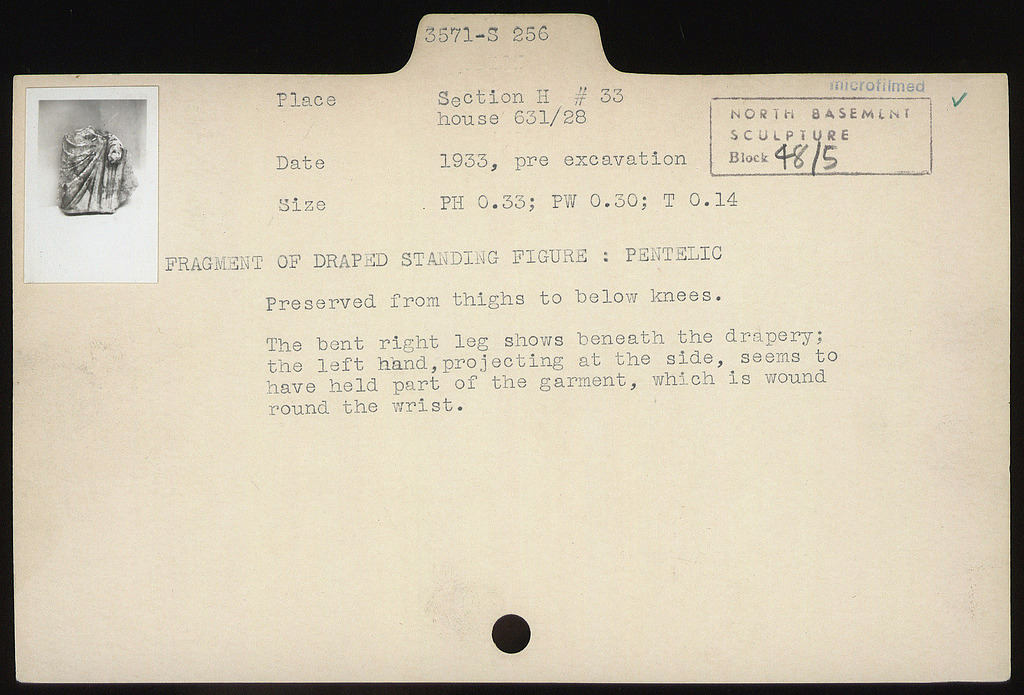 3571-S 256
microfilmed
Place Section H # 33
house 631/28
NORTH BASEMENT
SCULPTURE
Block 48/5
Date 1933, pre excavation
Size PH 0.33; PW 0.30; T 0.14
FRAGMENT OF DRAPED STANDING FIGURE : PENTELIC
Preserved from thighs to below knees.
The bent right leg shows beneath the drapery;
the left hand,projecting at the side, seems to
have held part of the garment, which is wound
round the wrist.